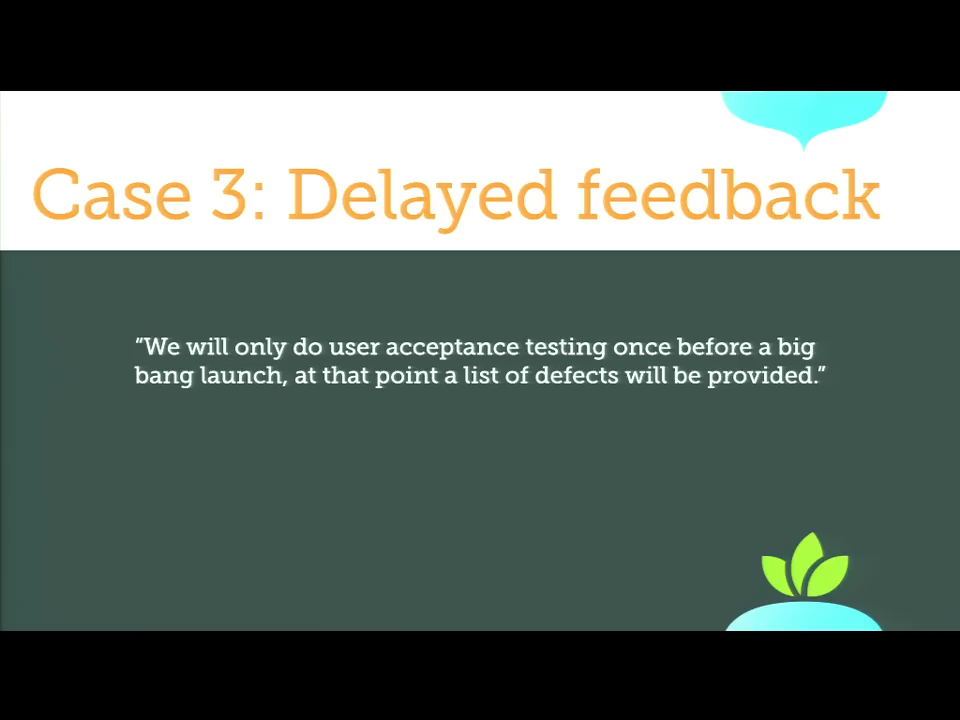 Case 3: Delayed feedback
“We will only do user acceptance testing once before a big
bang launch, at that point a list of defects will be provided.”